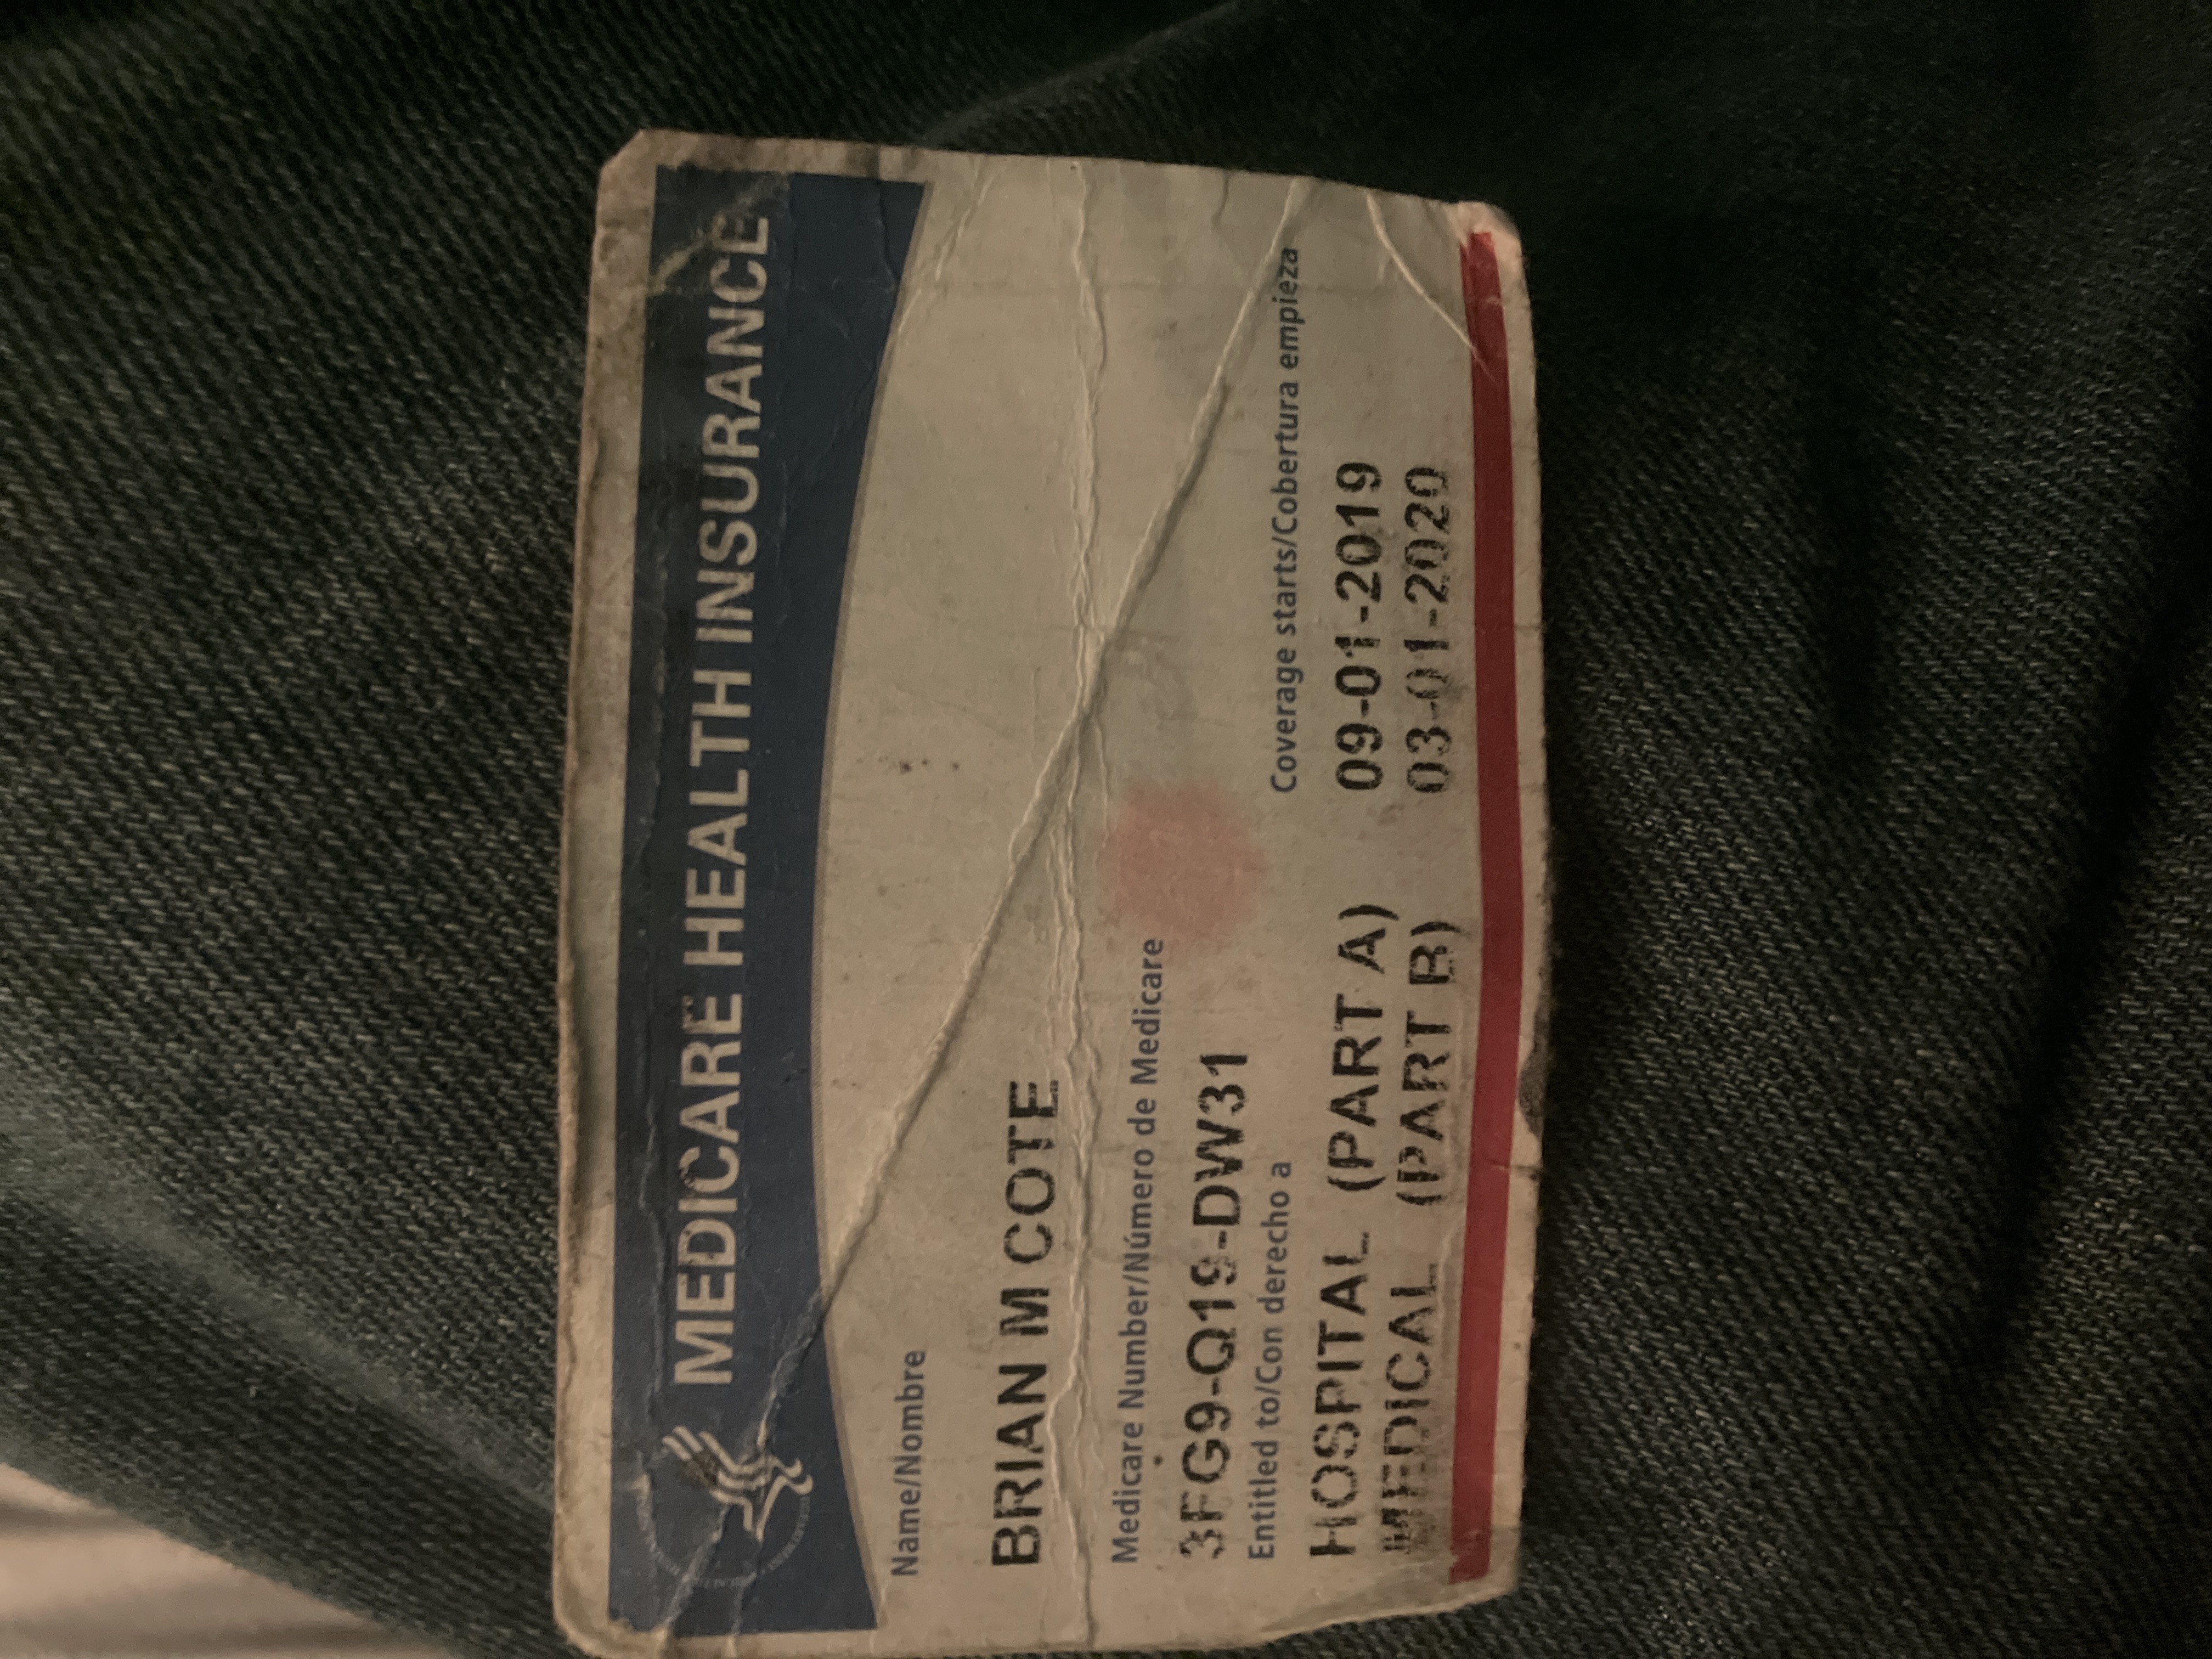 MEDICARE HEALTH INSURANCE
Name/Nombre
BRIAN M COTE
Medicare Number/Número de Medicare
3FG9-Q19-DW31
Entitled to/Con derecho a
Coverage starts/Cobertura empieza
HOSPITAL (PART A) 09-01-2019
MEDICAL (PART B) 03-01-2020